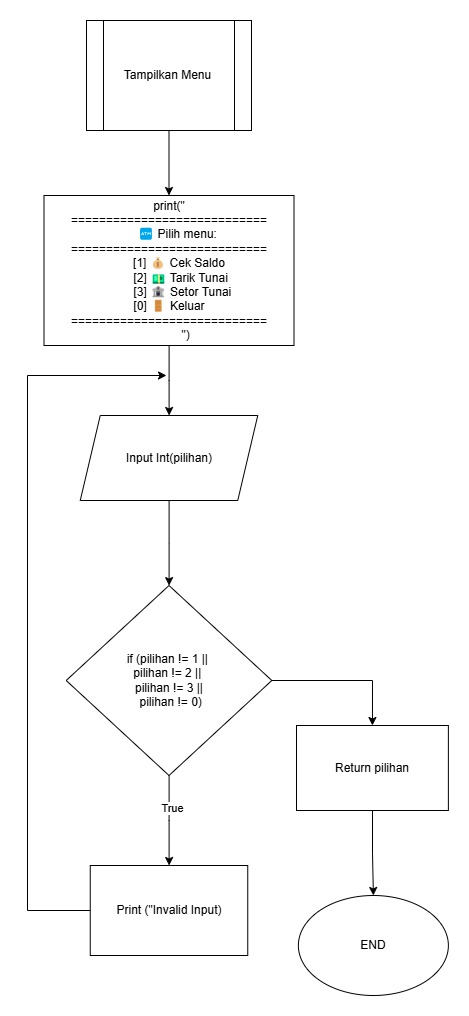 Tampilkan Menu
print("
============================
🏧 Pilih menu:
============================
[1] 💰 Cek Saldo
[2] 💵 Tarik Tunai
[3] 🏦 Setor Tunai
[0] 🚪 Keluar
============================
")
Input Int(pilihan)
if (pilihan != 1 ||
pilihan != 2 ||
pilihan != 3 ||
pilihan != 0)
Return pilihan
True
Print ("Invalid Input)
END